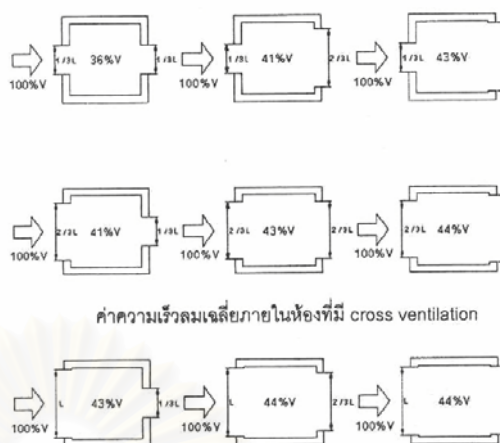 1/3L 36%V 1/3L 1/3L 41%V 2/3L 1/3L 43%V
100%V 100%V 100%V
2/3L 41%V 1/3L 2/3L 43%V 2/3L 2/3L 44%V
100%V 100%V 100%V
ค่าความเร็วลมเฉลี่ยภายในห้องที่มี cross ventilation
L 43%V 1/3L L 44%V 2/3L L 44%V
100%V 100%V 100%V